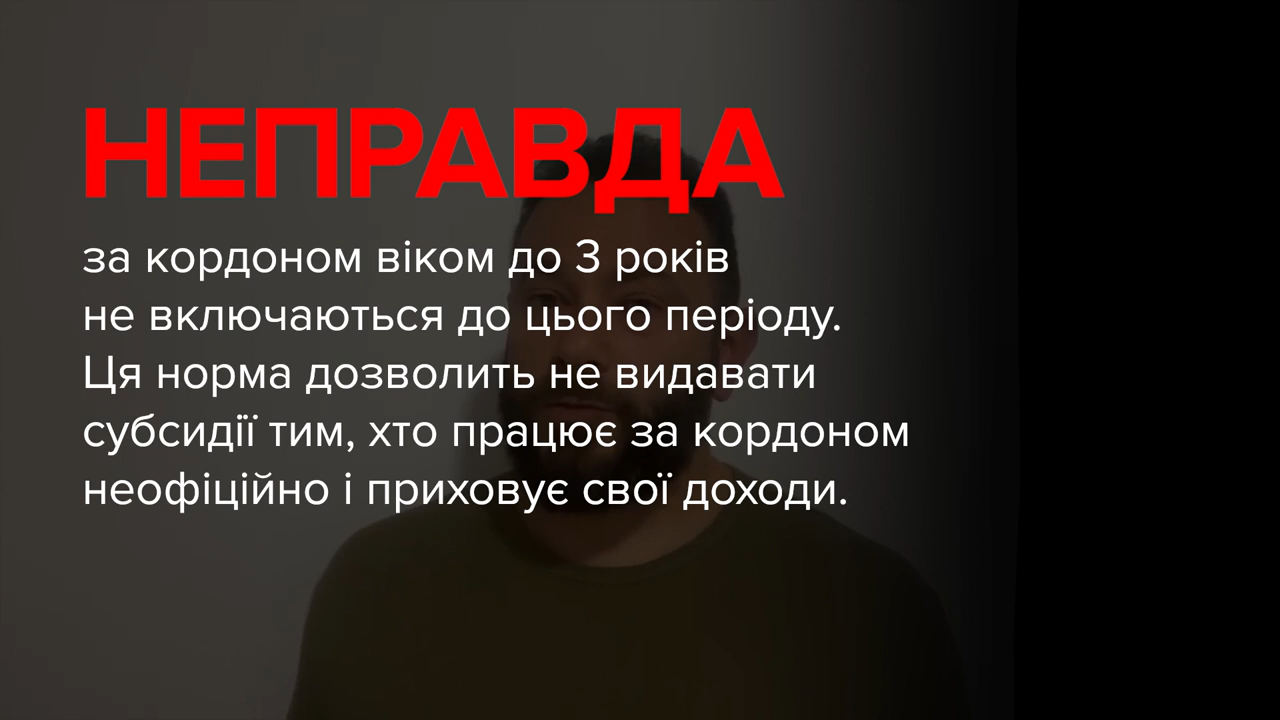 НЕПРАВДА
за кордоном віком до 3 років
не включаються до цього періоду.
Ця норма дозволить не видавати
субсидії тим, хто працює за кордоном
неофіційно і приховує свої доходи.